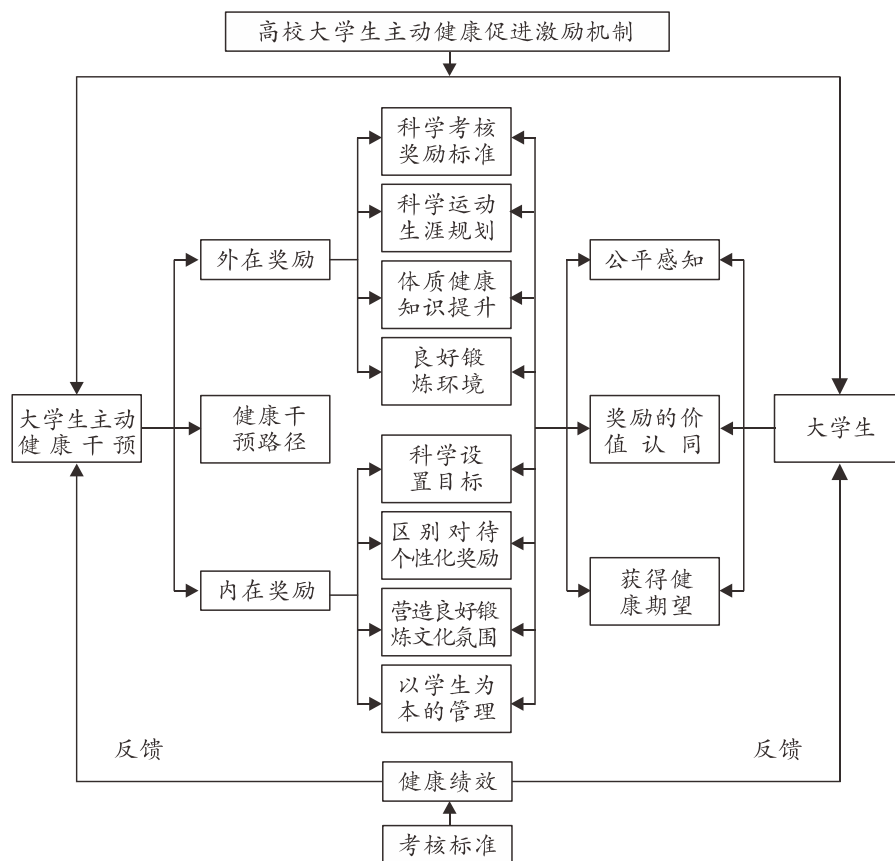 高校大学生主动健康促进激励机制
科学考核
奖励标准
科学运动
生涯规划
外在奖励
公平感知
体质健康
知识提升
良好锻
炼环境
大学生主动
健康干预
健康干
预路径
奖励的价
值认同
大学生
科学设
置目标
区别对待
个性化奖励
内在奖励
获得健
康期望
营造良好锻
炼文化氛围
以学生为
本的管理
反馈
反馈
健康绩效
考核标准